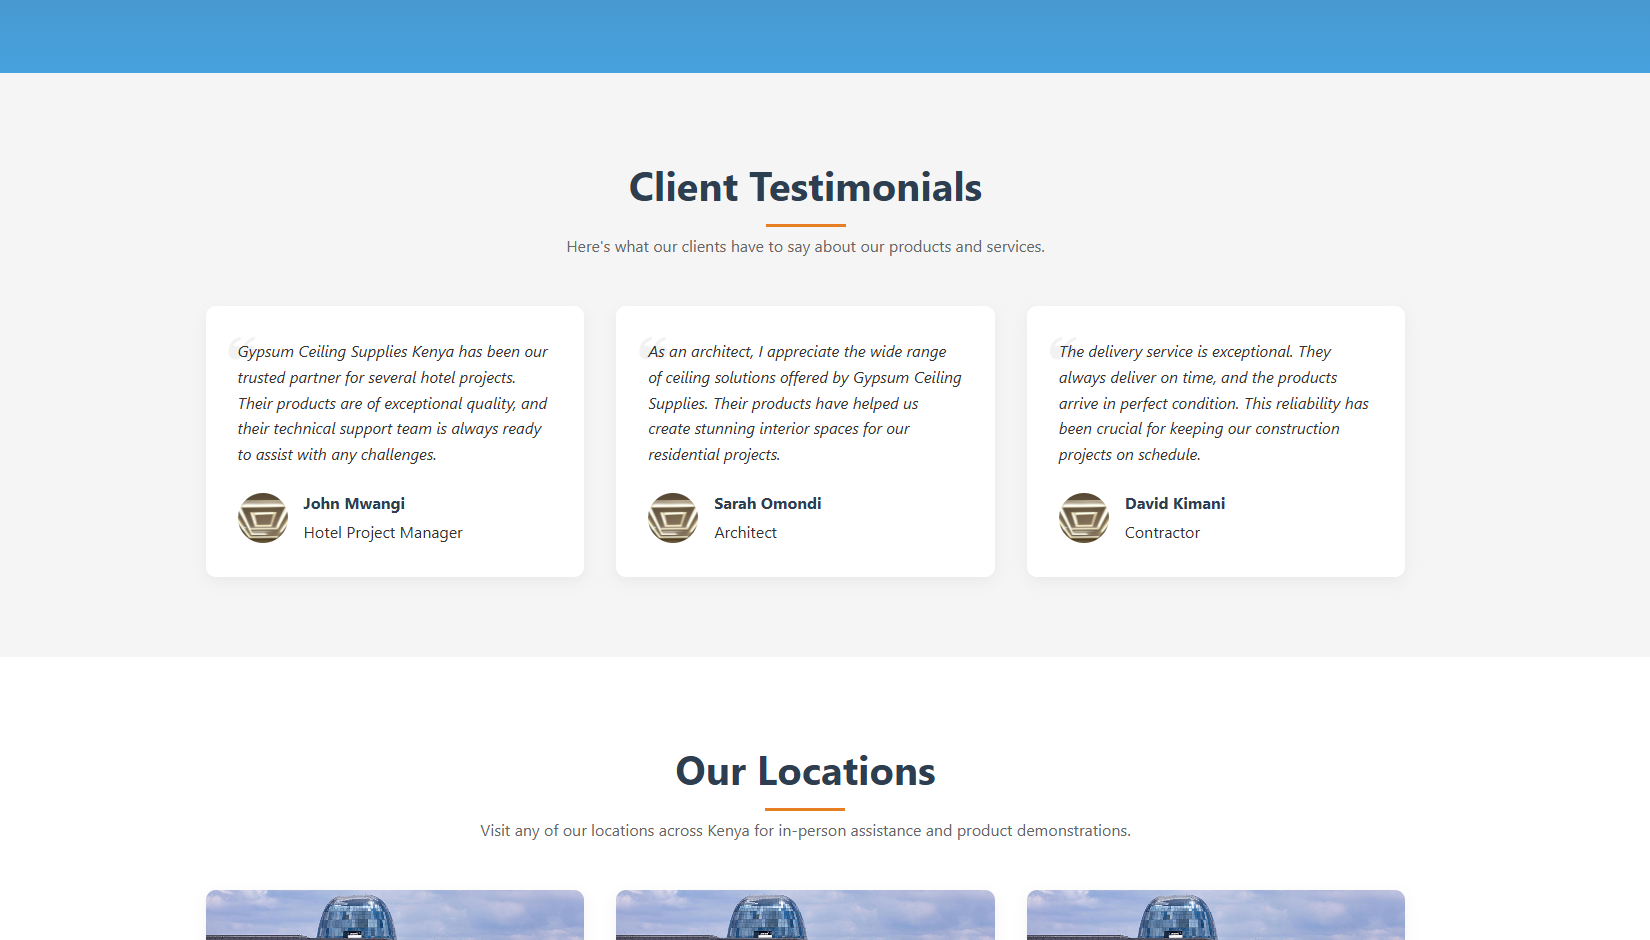 Client Testimonials
Here's what our clients have to say about our products and services.
“
Gypsum Ceiling Supplies Kenya has been our
trusted partner for several hotel projects.
Their products are of exceptional quality, and
their technical support team is always ready
to assist with any challenges.
John Mwangi
Hotel Project Manager
“
As an architect, I appreciate the wide range
of ceiling solutions offered by Gypsum Ceiling
Supplies. Their products have helped us
create stunning interior spaces for our
residential projects.
Sarah Omondi
Architect
“
The delivery service is exceptional. They
always deliver on time, and the products
arrive in perfect condition. This reliability has
been crucial for keeping our construction
projects on schedule.
David Kimani
Contractor
Our Locations
Visit any of our locations across Kenya for in-person assistance and product demonstrations.